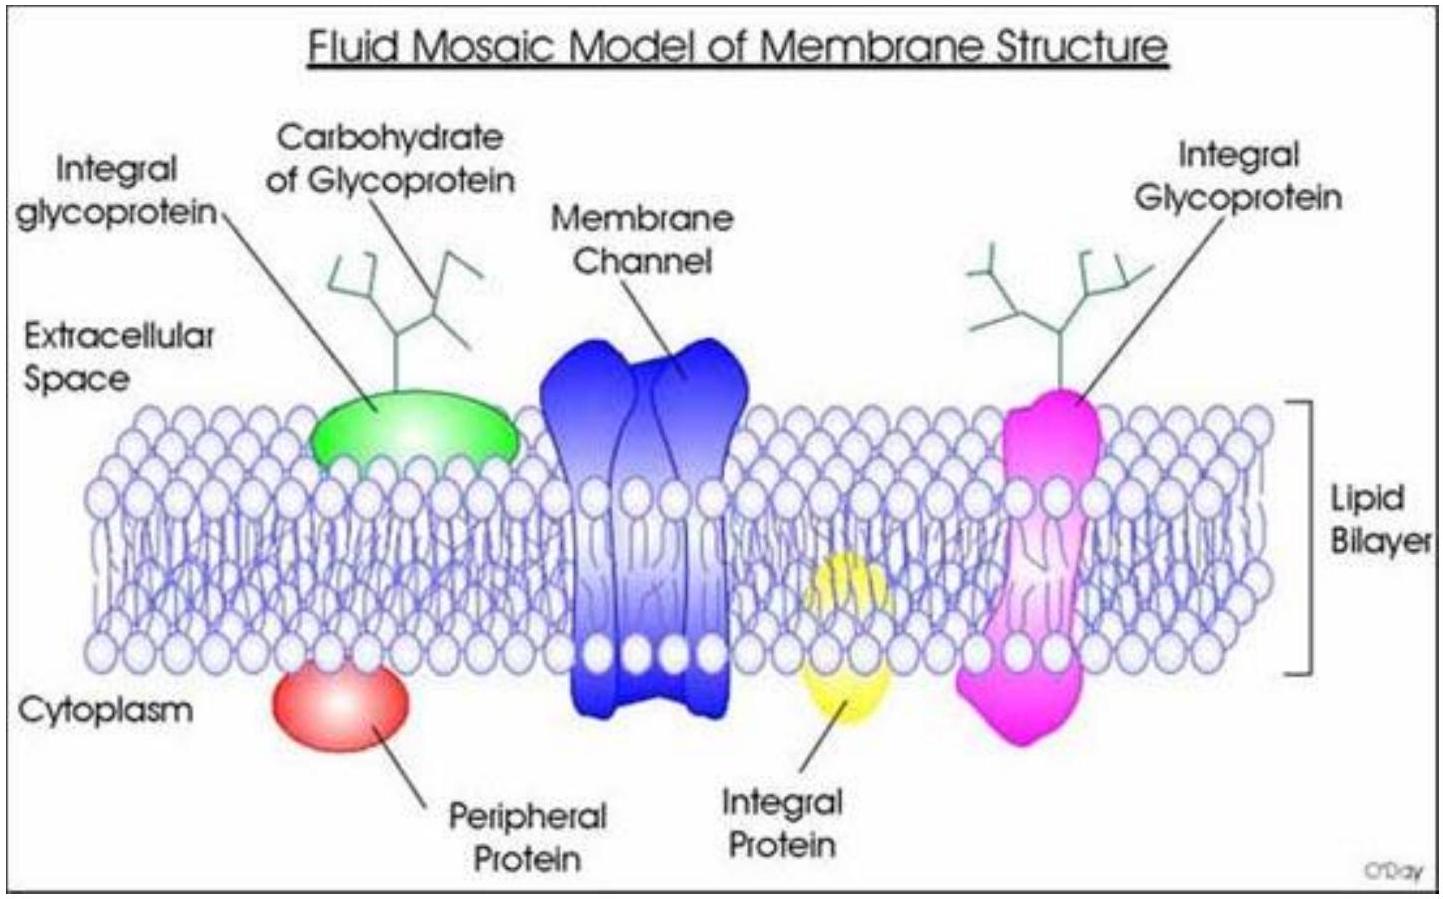 Fluid Mosaic Model of Membrane Structure
Carbohydrate
of Glycoprotein
Integral
glycoprotein
Membrane
Channel
Integral
Glycoprotein
Extracellular
Space
Lipid
Bilayer
Cytoplasm
Peripheral
Protein
Integral
Protein
O'Day